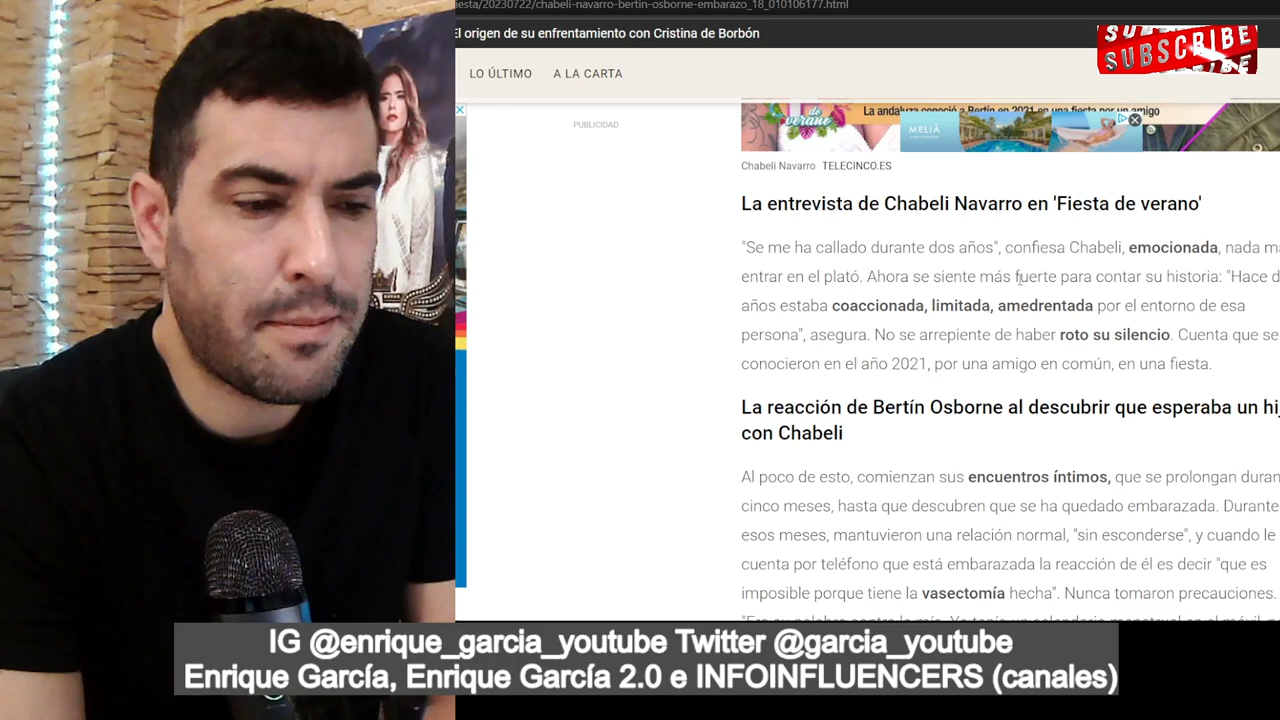 iesta/20230722/chabeli-navarro-bertin-osborne-embarazo_18_010106177.html
El origen de su enfrentamiento con Cristina de Borbón
SUBSCRIBE
LO ÚLTIMO A LA CARTA
de verano
La andaluza conoció a Bertín en 2021 en una fiesta por un amigo
MELIÁ
PUBLICIDAD
Chabeli Navarro TELECINCO.ES
La entrevista de Chabeli Navarro en 'Fiesta de verano'
"Se me ha callado durante dos años", confiesa Chabeli, emocionada, nada má
entrar en el plató. Ahora se siente más fuerte para contar su historia: "Hace d
años estaba coaccionada, limitada, amedrentada por el entorno de esa
persona", asegura. No se arrepiente de haber roto su silencio. Cuenta que se
conocieron en el año 2021, por una amigo en común, en una fiesta.
La reacción de Bertín Osborne al descubrir que esperaba un hij
con Chabeli
Al poco de esto, comienzan sus encuentros íntimos, que se prolongan duran
cinco meses, hasta que descubren que se ha quedado embarazada. Durante
esos meses, mantuvieron una relación normal, "sin esconderse", y cuando le
cuenta por teléfono que está embarazada la reacción de él es decir "que es
imposible porque tiene la vasectomía hecha". Nunca tomaron precauciones.
IG @enrique_garcia_youtube Twitter @garcia_youtube
Enrique García, Enrique García 2.0 e INFOINFLUENCERS (canales)